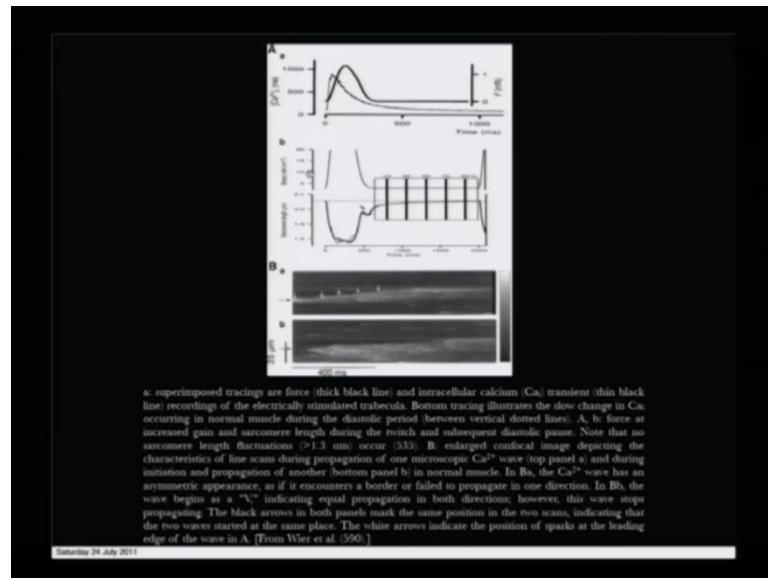 A
a
1000
500
0
1
0
0
500
1000
Time (ms)
b
B
a
b
25 µm
400 ms
a: superimposed tracings are force (thick black line) and intracellular calcium (Caᵢ) transient (thin black
line) recordings of the electrically stimulated trabecula. Bottom tracing illustrates the slow change in Caᵢ
occurring in normal muscle during the diastolic period (between vertical dotted lines). A, b: force at
increased gain and sarcomere length during the twitch and subsequent diastolic pause. Note that no
sarcomere length fluctuations (>1.3 nm) occur (535). B: enlarged confocal image depicting the
characteristics of line scans during propagation of one microscopic Ca²⁺ wave (top panel a) and during
initiation and propagation of another (bottom panel b) in normal muscle. In Ba, the Ca²⁺ wave has an
asymmetric appearance, as if it encounters a border or failed to propagate in one direction. In Bb, the
wave begins as a "V," indicating equal propagation in both directions; however, this wave stops
propagating. The black arrows in both panels mark the same position in the two scans, indicating that
the two waves started at the same place. The white arrows indicate the position of sparks at the leading
edge of the wave in A. [From Wier et al. (590).]
Saturday 24 July 2011